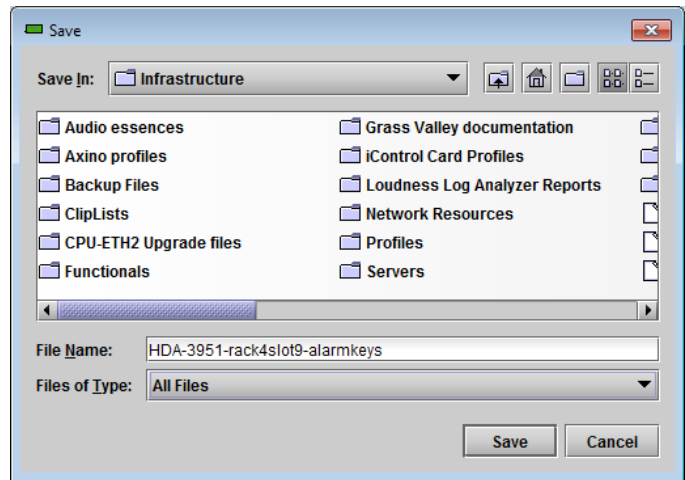 Save
Save In: Infrastructure
Audio essences
Grass Valley documentation
Axino profiles
iControl Card Profiles
Backup Files
Loudness Log Analyzer Reports
ClipLists
Network Resources
CPU-ETH2 Upgrade files
Profiles
Functionals
Servers
File Name: HDA-3951-rack4slot9-alarmkeys
Files of Type: All Files
Save Cancel